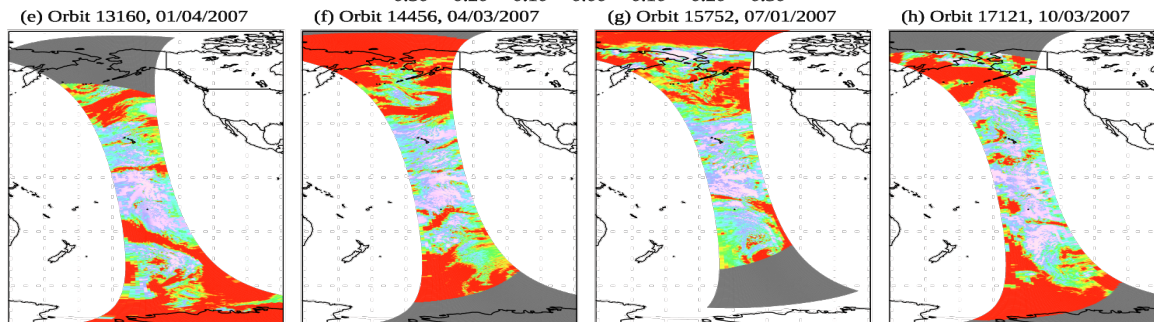 (e) Orbit 13160, 01/04/2007
(f) Orbit 14456, 04/03/2007
(g) Orbit 15752, 07/01/2007
(h) Orbit 17121, 10/03/2007